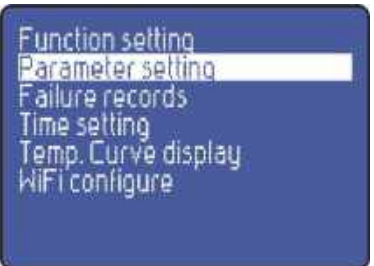 Function setting
Parameter setting
Failure records
Time setting
Temp. Curve display
WiFi configure